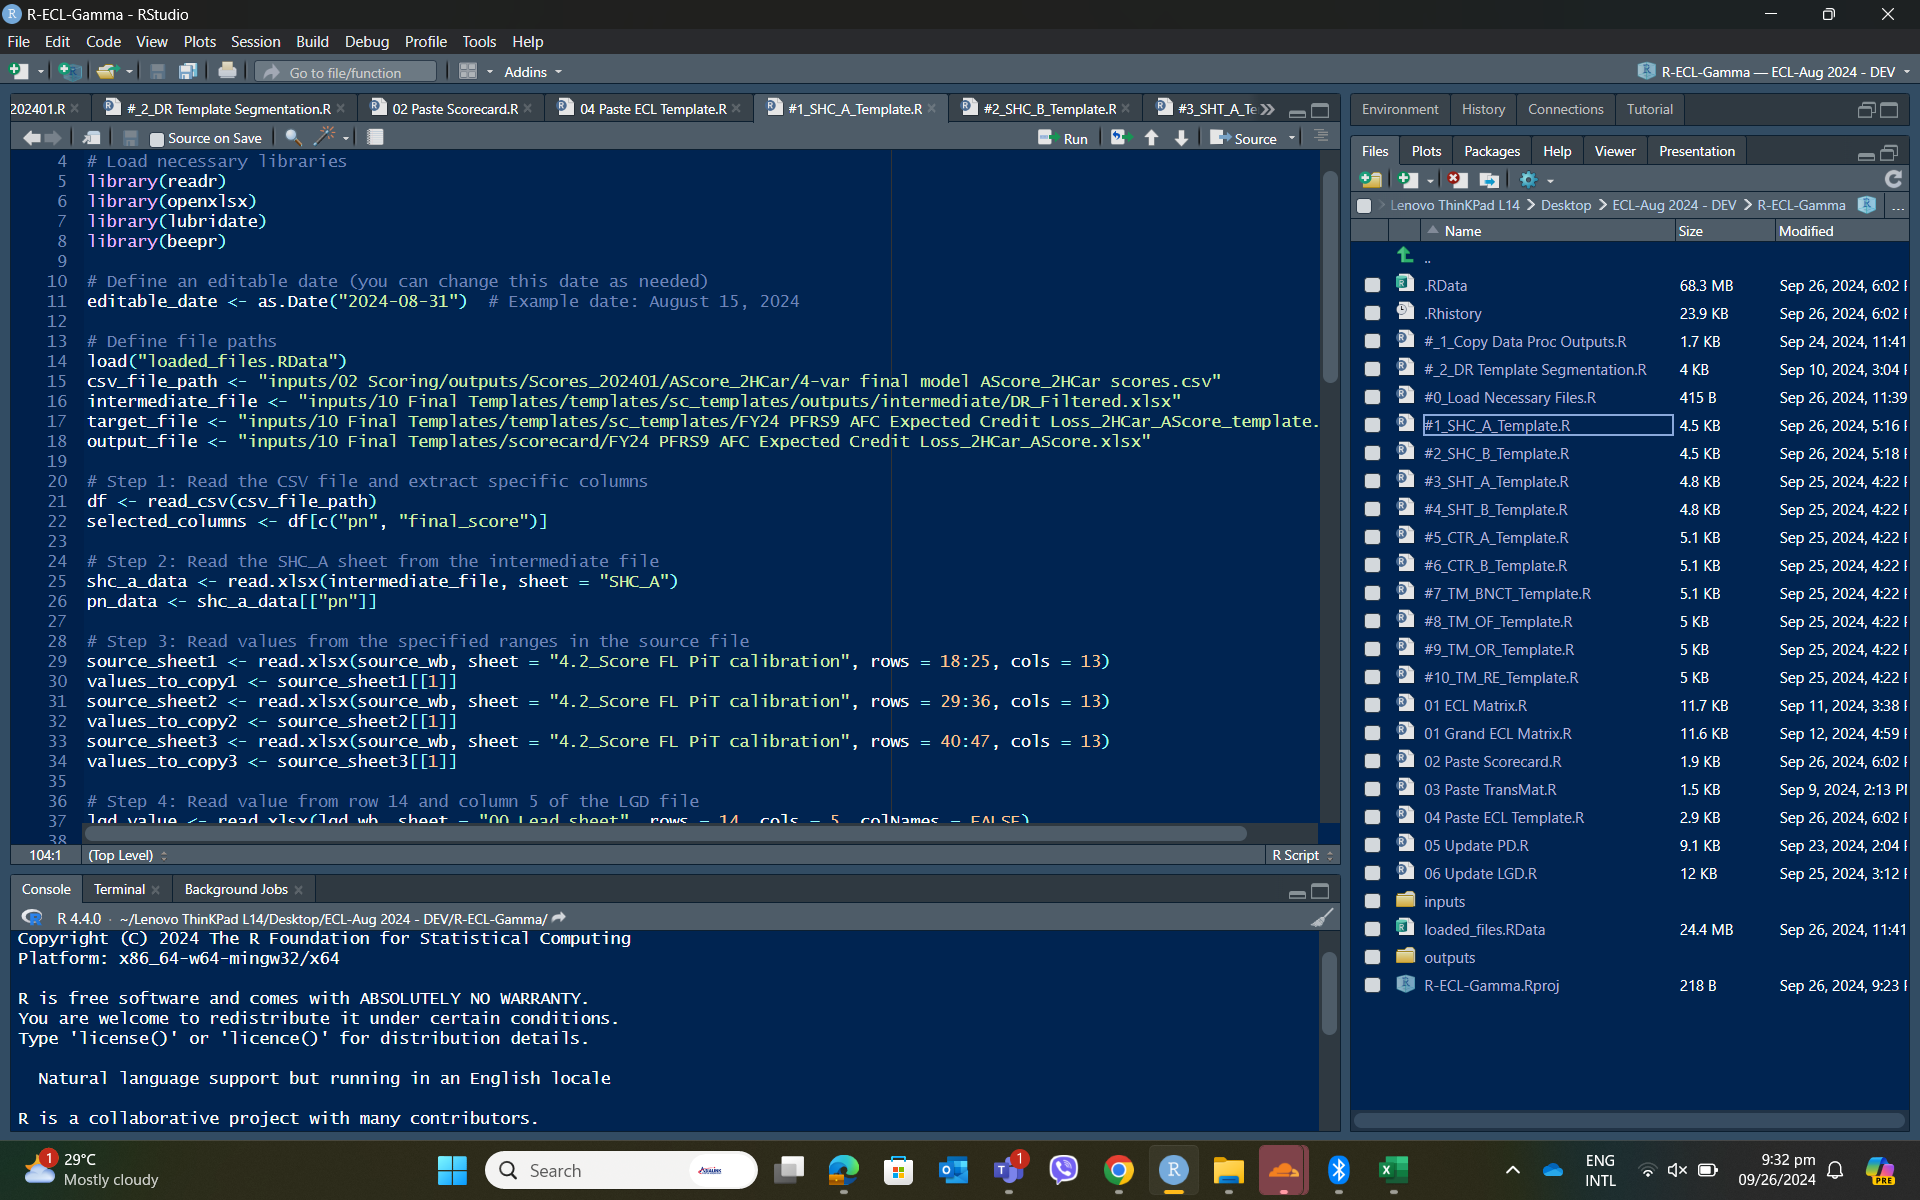 R-ECL-Gamma - RStudio
File Edit Code View Plots Session Build Debug Profile Tools Help
Go to file/function Addins R-ECL-Gamma — ECL-Aug 2024 - DEV
202401.R #_2_DR Template Segmentation.R 02 Paste Scorecard.R 04 Paste ECL Template.R #1_SHC_A_Template.R #2_SHC_B_Template.R #3_SHT_A_Te
Source on Save Run Source
4 # Load necessary libraries
5 library(readr)
6 library(openxlsx)
7 library(lubridate)
8 library(beepr)
9
10 # Define an editable date (you can change this date as needed)
11 editable_date <- as.Date("2024-08-31")  # Example date: August 15, 2024
12
13 # Define file paths
14 load("loaded_files.RData")
15 csv_file_path <- "inputs/02 Scoring/outputs/Scores_202401/AScore_2HCar/4-var final model AScore_2HCar scores.csv"
16 intermediate_file <- "inputs/10 Final Templates/templates/sc_templates/outputs/intermediate/DR_Filtered.xlsx"
17 target_file <- "inputs/10 Final Templates/templates/sc_templates/FY24 PFRS9 AFC Expected Credit Loss_2HCar_AScore_template.
18 output_file <- "inputs/10 Final Templates/scorecard/FY24 PFRS9 AFC Expected Credit Loss_2HCar_AScore.xlsx"
19
20 # Step 1: Read the CSV file and extract specific columns
21 df <- read_csv(csv_file_path)
22 selected_columns <- df[c("pn", "final_score")]
23
24 # Step 2: Read the SHC_A sheet from the intermediate file
25 shc_a_data <- read.xlsx(intermediate_file, sheet = "SHC_A")
26 pn_data <- shc_a_data[["pn"]]
27
28 # Step 3: Read values from the specified ranges in the source file
29 source_sheet1 <- read.xlsx(source_wb, sheet = "4.2_Score FL PiT calibration", rows = 18:25, cols = 13)
30 values_to_copy1 <- source_sheet1[[1]]
31 source_sheet2 <- read.xlsx(source_wb, sheet = "4.2_Score FL PiT calibration", rows = 29:36, cols = 13)
32 values_to_copy2 <- source_sheet2[[1]]
33 source_sheet3 <- read.xlsx(source_wb, sheet = "4.2_Score FL PiT calibration", rows = 40:47, cols = 13)
34 values_to_copy3 <- source_sheet3[[1]]
35
36 # Step 4: Read value from row 14 and column 5 of the LGD file
37 lgd_value <- read.xlsx(lgd_wb, sheet = "00_Lead_sheet", rows = 14, cols = 5, colNames = FALSE)
38
104:1 (Top Level) R Script
Console Terminal Background Jobs
R 4.4.0 · ~/Lenovo ThinKPad L14/Desktop/ECL-Aug 2024 - DEV/R-ECL-Gamma/
Copyright (C) 2024 The R Foundation for Statistical Computing
Platform: x86_64-w64-mingw32/x64
R is free software and comes with ABSOLUTELY NO WARRANTY.
You are welcome to redistribute it under certain conditions.
Type 'license()' or 'licence()' for distribution details.
Natural language support but running in an English locale
R is a collaborative project with many contributors.
Environment History Connections Tutorial
Files Plots Packages Help Viewer Presentation
Lenovo ThinKPad L14 > Desktop > ECL-Aug 2024 - DEV > R-ECL-Gamma ...
Name Size Modified
..
.RData 68.3 MB Sep 26, 2024, 6:02
.Rhistory 23.9 KB Sep 26, 2024, 6:02
#_1_Copy Data Proc Outputs.R 1.7 KB Sep 24, 2024, 11:41
#_2_DR Template Segmentation.R 4 KB Sep 10, 2024, 3:04
#0_Load Necessary Files.R 415 B Sep 26, 2024, 11:39
#1_SHC_A_Template.R 4.5 KB Sep 26, 2024, 5:16
#2_SHC_B_Template.R 4.5 KB Sep 26, 2024, 5:18
#3_SHT_A_Template.R 4.8 KB Sep 25, 2024, 4:22
#4_SHT_B_Template.R 4.8 KB Sep 25, 2024, 4:22
#5_CTR_A_Template.R 5.1 KB Sep 25, 2024, 4:22
#6_CTR_B_Template.R 5.1 KB Sep 25, 2024, 4:22
#7_TM_BNCT_Template.R 5.1 KB Sep 25, 2024, 4:22
#8_TM_OF_Template.R 5 KB Sep 25, 2024, 4:22
#9_TM_OR_Template.R 5 KB Sep 25, 2024, 4:22
#10_TM_RE_Template.R 5 KB Sep 25, 2024, 4:22
01 ECL Matrix.R 11.7 KB Sep 11, 2024, 3:38
01 Grand ECL Matrix.R 11.6 KB Sep 12, 2024, 4:59
02 Paste Scorecard.R 1.9 KB Sep 26, 2024, 6:02
03 Paste TransMat.R 1.5 KB Sep 9, 2024, 2:13 P
04 Paste ECL Template.R 2.9 KB Sep 26, 2024, 6:02
05 Update PD.R 9.1 KB Sep 23, 2024, 2:04
06 Update LGD.R 12 KB Sep 25, 2024, 3:12
inputs
loaded_files.RData 24.4 MB Sep 26, 2024, 11:41
outputs
R-ECL-Gamma.Rproj 218 B Sep 26, 2024, 9:23
1 29°C
Mostly cloudy
Search
1
PRE
ENG
INTL
9:32 pm
09/26/2024